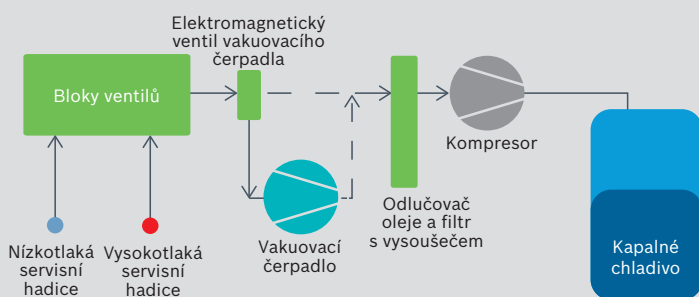 Elektromagnetický
ventil vakuovacího
čerpadla
Bloky ventilů
Kompresor
Odlučovač
oleje a filtr
s vysoušečem
Vakuovací
čerpadlo
Nízkotlaká
servisní
hadice
Vysokotlaká
servisní
hadice
Kapalné
chladivo